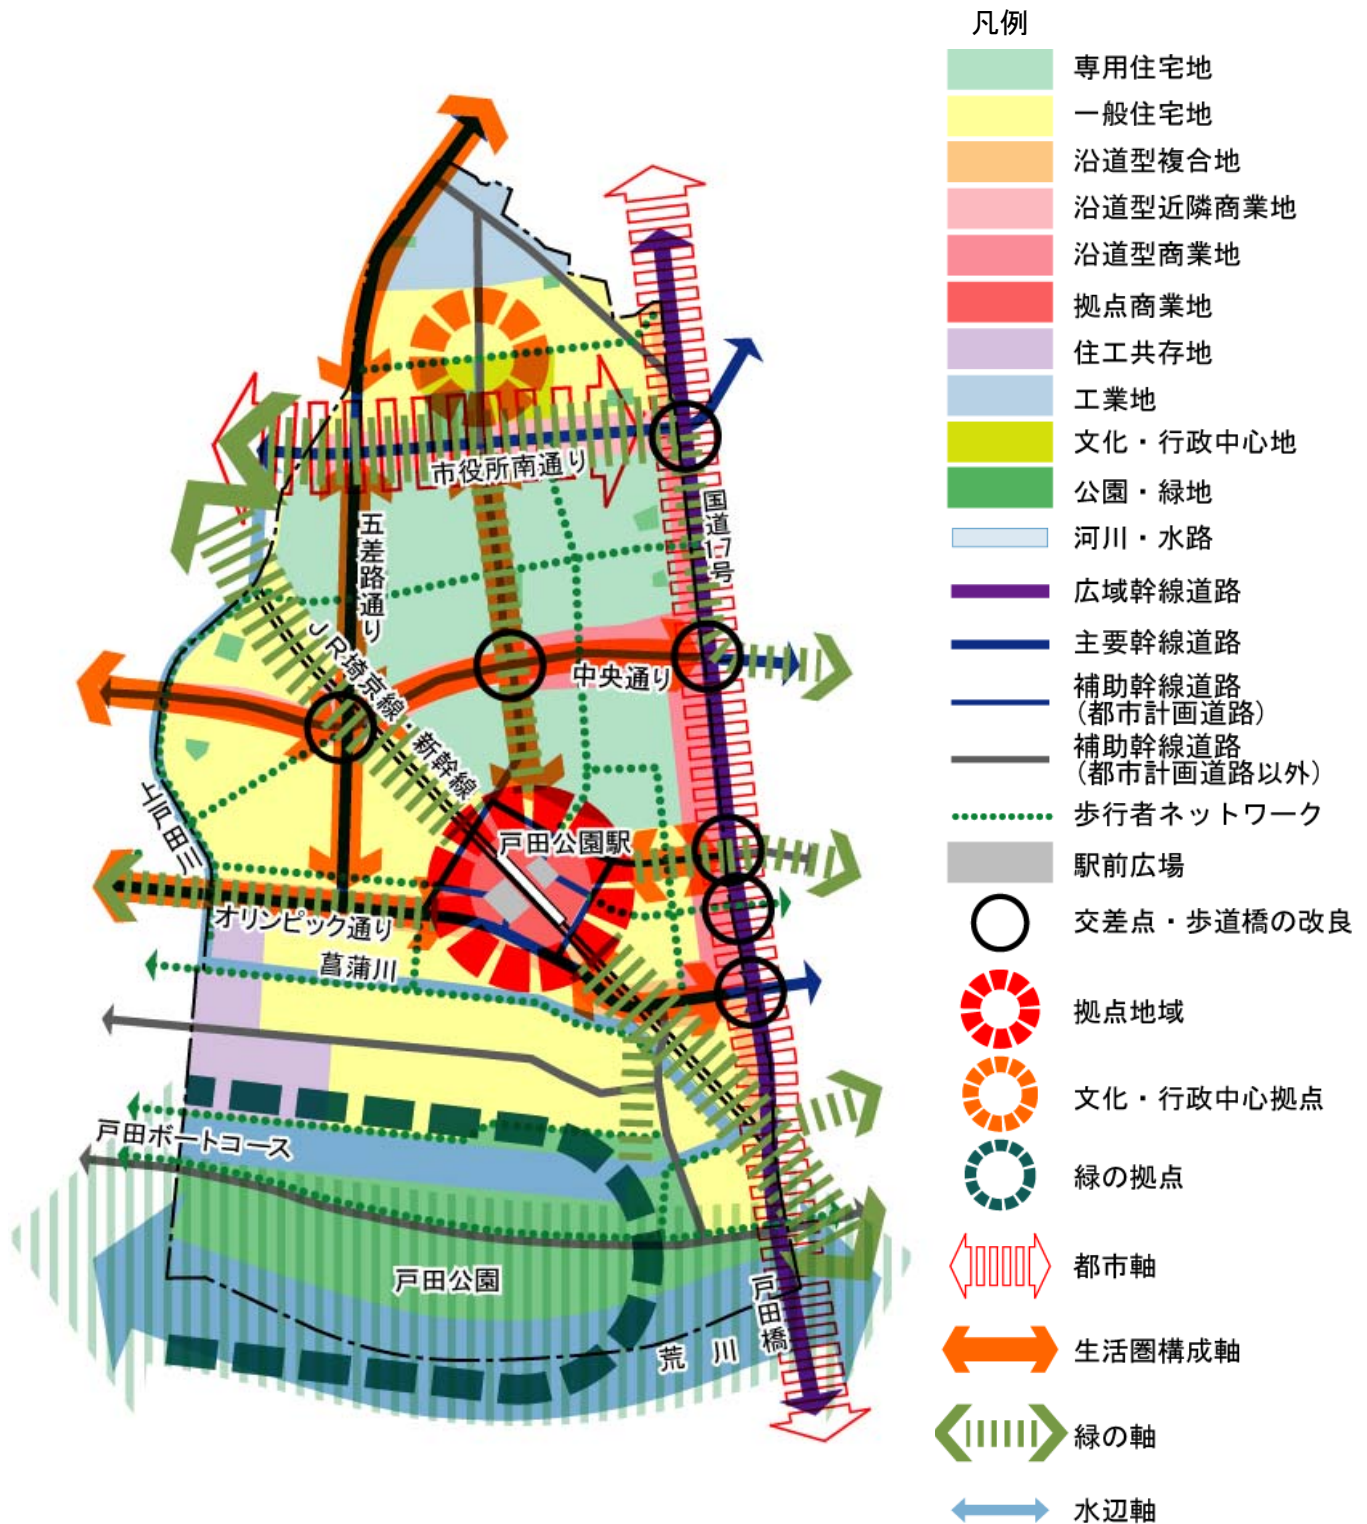 凡例
専用住宅地
一般住宅地
沿道型複合地
沿道型近隣商業地
沿道型商業地
拠点商業地
住工共存地
工業地
文化・行政中心地
公園・緑地
河川・水路
広域幹線道路
主要幹線道路
補助幹線道路
（都市計画道路）
補助幹線道路
（都市計画道路以外）
歩行者ネットワーク
駅前広場
交差点・歩道橋の改良
拠点地域
文化・行政中心拠点
緑の拠点
都市軸
生活圏構成軸
緑の軸
水辺軸
市役所南通り
国道17号
五差路通り
JR埼京線・新幹線
中央通り
上戸田川
戸田公園駅
オリンピック通り
菖蒲川
戸田ボートコース
戸田公園
戸田橋
荒川